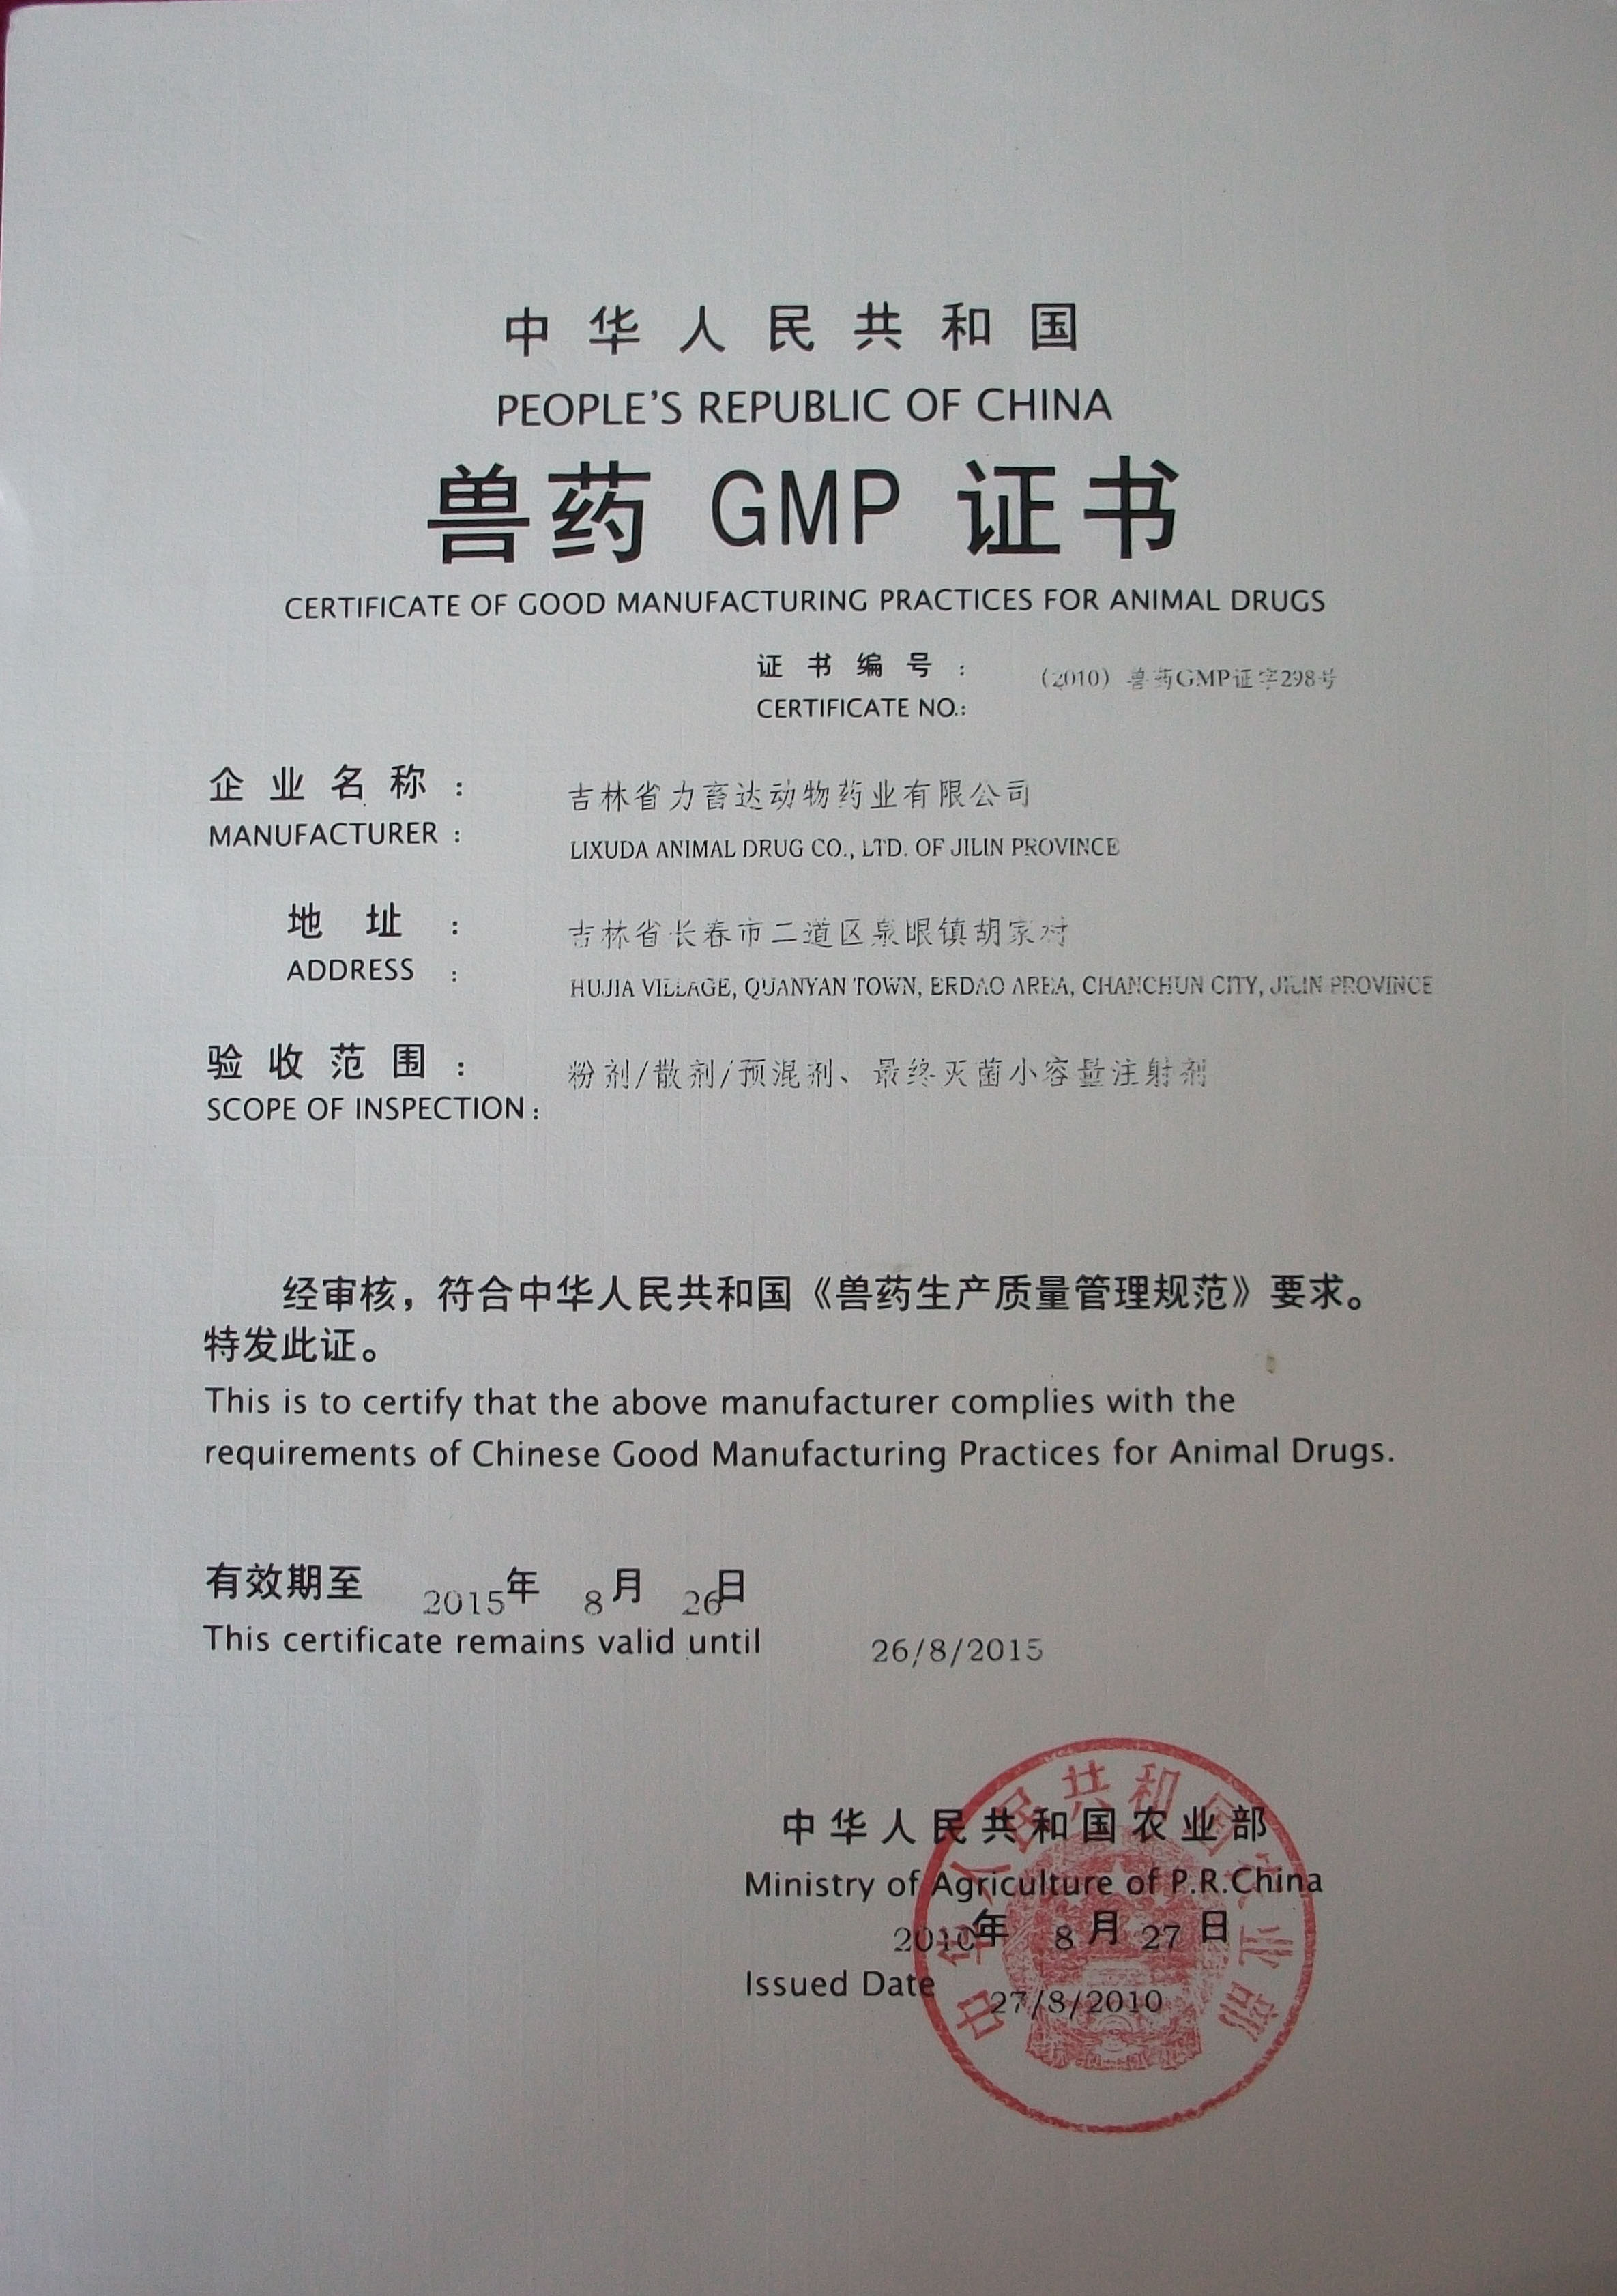 中华人民共和国
PEOPLE'S REPUBLIC OF CHINA
兽药 GMP 证书
CERTIFICATE OF GOOD MANUFACTURING PRACTICES FOR ANIMAL DRUGS
证书编号： （2010）兽药GMP证字298号
CERTIFICATE NO.:
企业名称： 吉林省力畜达动物药业有限公司
MANUFACTURER： LIXUDA ANIMAL DRUG CO., LTD. OF JILIN PROVINCE
地址： 吉林省长春市二道区泉眼镇胡家村
ADDRESS： HUJIA VILLAGE, QUANYAN TOWN, ERDAO AREA, CHANCHUN CITY, JILIN PROVINCE
验收范围： 粉剂/散剂/预混剂、最终灭菌小容量注射剂
SCOPE OF INSPECTION：
经审核，符合中华人民共和国《兽药生产质量管理规范》要求。
特发此证。
This is to certify that the above manufacturer complies with the
requirements of Chinese Good Manufacturing Practices for Animal Drugs.
有效期至 2015年 8月 26日
This certificate remains valid until 26/8/2015
中华人民共和国农业部
Ministry of Agriculture of P.R.China
2010年 8月 27日
Issued Date 27/8/2010
中华人民共和国农业部